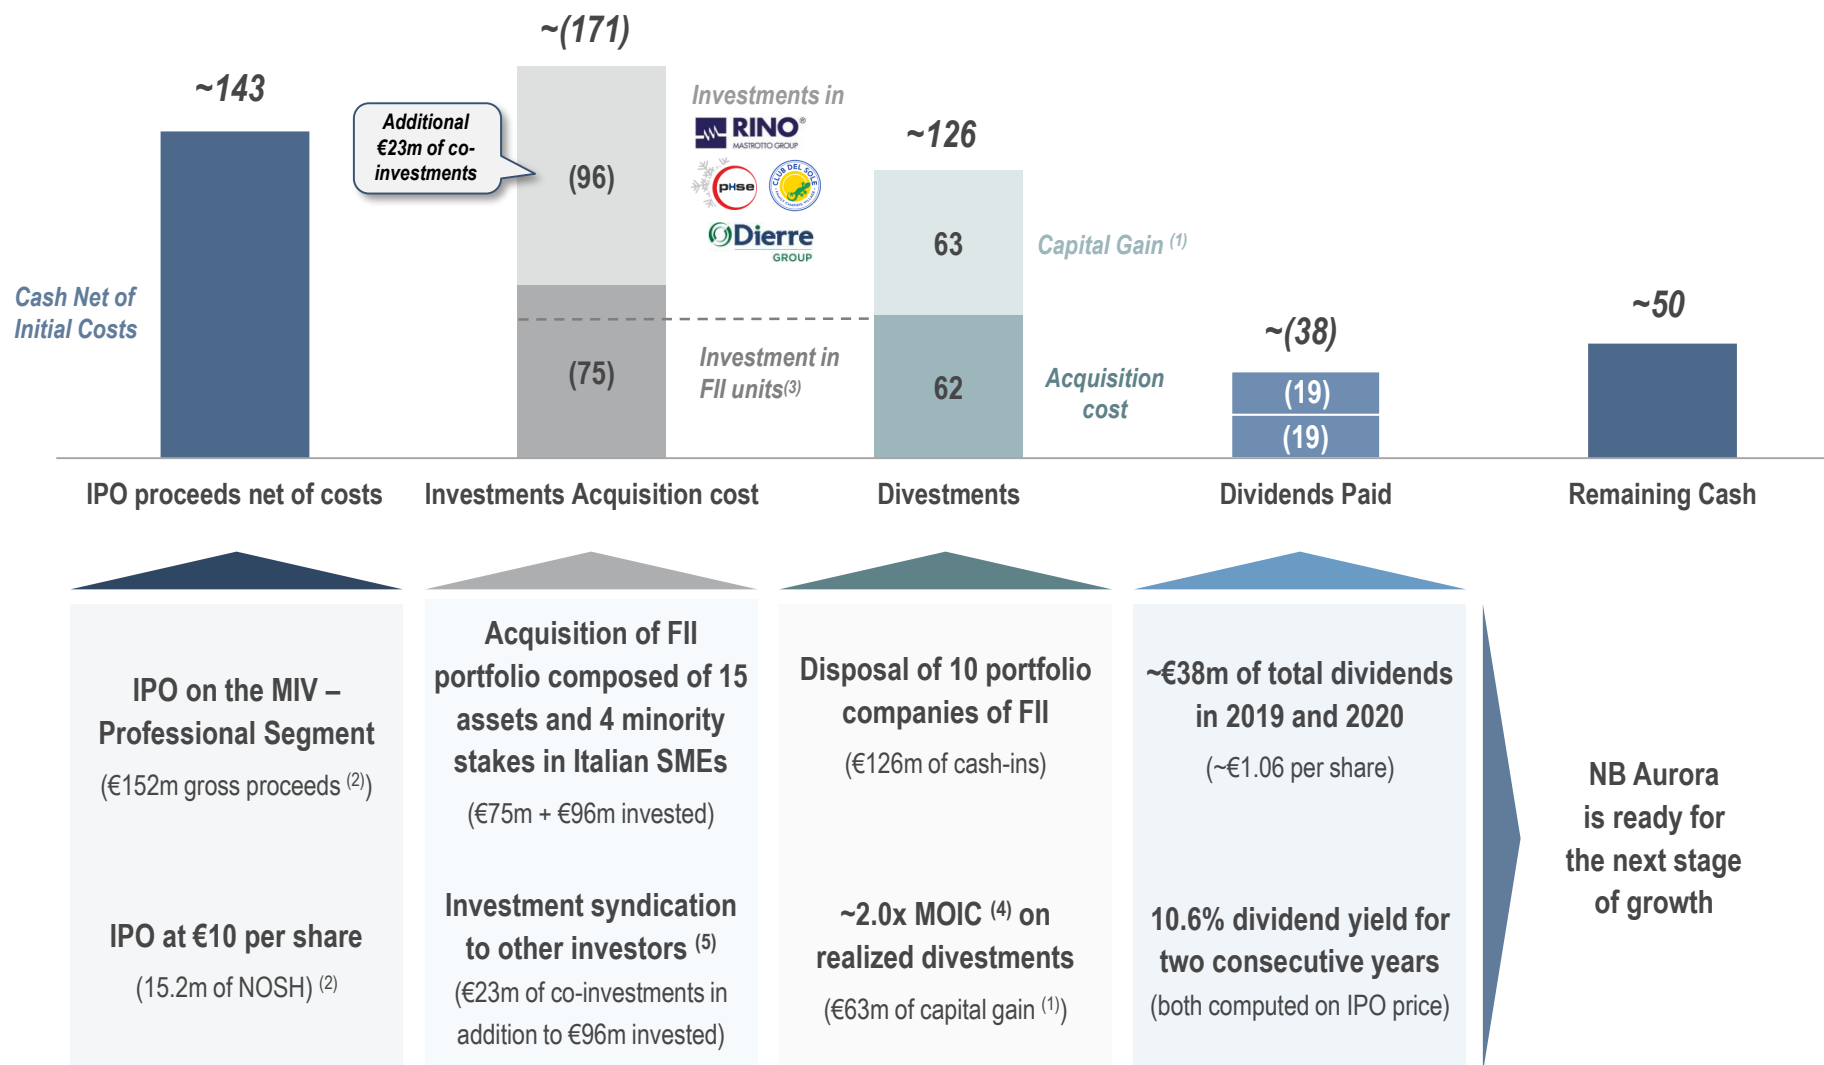 ~143
~(171)
~126
~(38)
~50
Additional
€23m of co-
investments
(96)
(75)
Investments in
RINO®
MASTROTTO GROUP
pHse
CLUB DEL SOLE
Dierre
GROUP
63
62
Capital Gain (1)
Cash Net of
Initial Costs
Investment in
FII units(3)
Acquisition
cost
(19)
(19)
IPO proceeds net of costs
Investments Acquisition cost
Divestments
Dividends Paid
Remaining Cash
IPO on the MIV –
Professional Segment
(€152m gross proceeds (2))
IPO at €10 per share
(15.2m of NOSH) (2)
Acquisition of FII
portfolio composed of 15
assets and 4 minority
stakes in Italian SMEs
(€75m + €96m invested)
Investment syndication
to other investors (5)
(€23m of co-investments in
addition to €96m invested)
Disposal of 10 portfolio
companies of FII
(€126m of cash-ins)
~2.0x MOIC (4) on
realized divestments
(€63m of capital gain (1))
~€38m of total dividends
in 2019 and 2020
(~€1.06 per share)
10.6% dividend yield for
two consecutive years
(both computed on IPO price)
NB Aurora
is ready for
the next stage
of growth